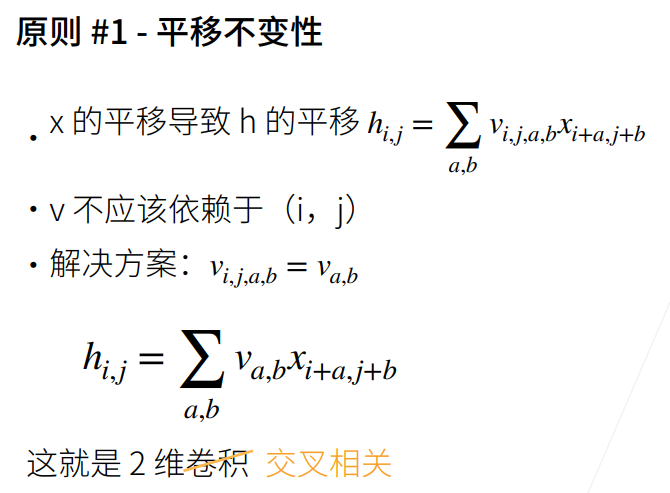 原则 #1 - 平移不变性
• x 的平移导致 h 的平移 $h_{i,j} = \sum_{a,b} v_{i,j,a,b} x_{i+a,j+b}$
• v 不应该依赖于（i，j）
• 解决方案：$v_{i,j,a,b} = v_{a,b}$
$h_{i,j} = \sum_{a,b} v_{a,b} x_{i+a,j+b}$
这就是 2 维~~卷积~~ 交叉相关